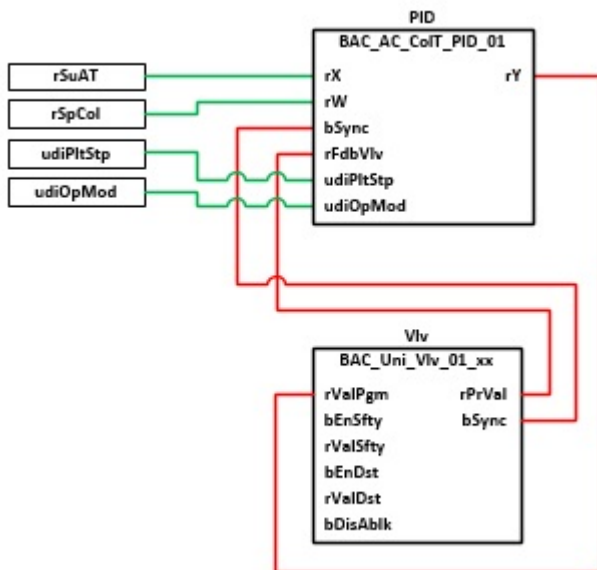 PID
BAC_AC_ColT_PID_01
rSuAT
rX
rY
rSpCol
rW
bSync
udiPltStp
rFdbVlv
udiPltStp
udiOpMod
udiOpMod
Vlv
BAC_Uni_Vlv_01_xx
rValPgm
rPrVal
bEnSfty
bSync
rValSfty
bEnDst
rValDst
bDisAblk